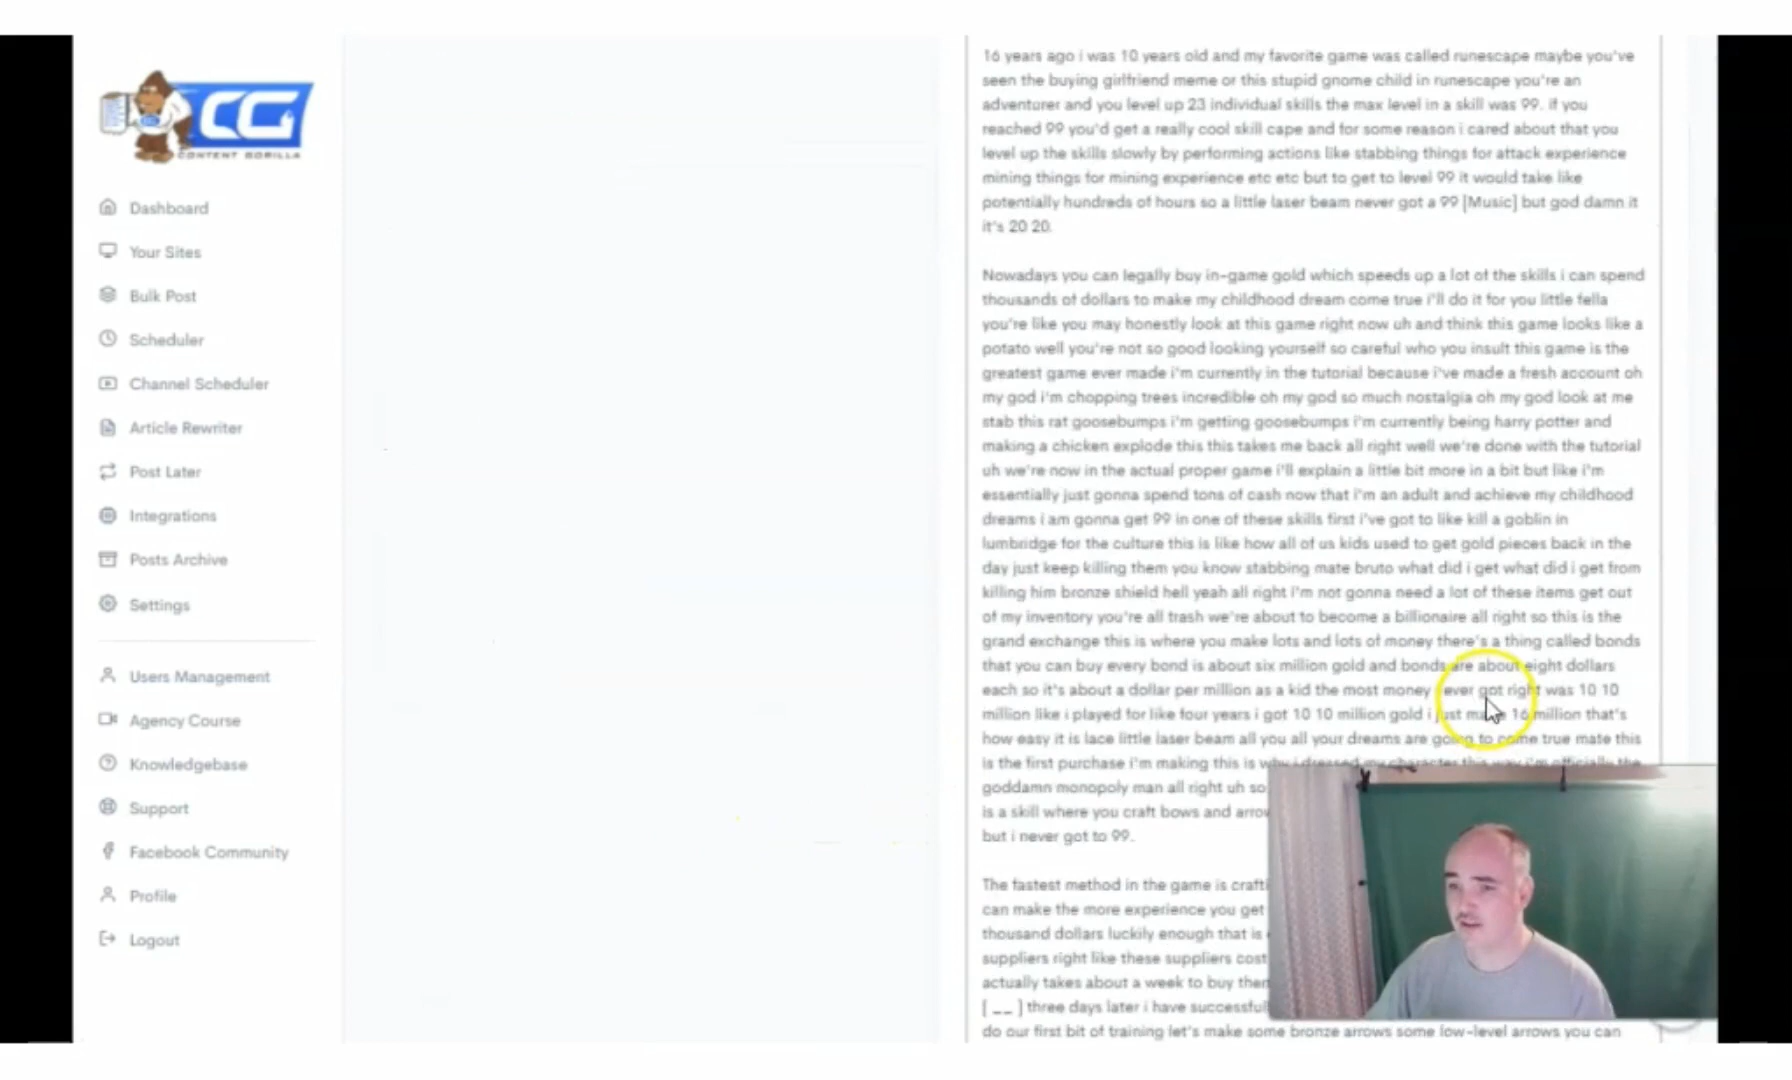 CG
CONTENT GORILLA
Dashboard
Your Sites
Bulk Post
Scheduler
Channel Scheduler
Article Rewriter
Post Later
Integrations
Posts Archive
Settings
Users Management
Agency Course
Knowledgebase
Support
Facebook Community
Profile
Logout
16 years ago i was 10 years old and my favorite game was called runescape maybe you've
seen the buying girlfriend meme or this stupid gnome child in runescape you're an
adventurer and you level up 23 individual skills the max level in a skill was 99. if you
reached 99 you'd get a really cool skill cape and for some reason i cared about that you
level up the skills slowly by performing actions like stabbing things for attack experience
mining things for mining experience etc etc but to get to level 99 it would take like
potentially hundreds of hours so a little laser beam never got a 99 [Music] but god damn it
it's 20 20.
Nowadays you can legally buy in-game gold which speeds up a lot of the skills i can spend
thousands of dollars to make my childhood dream come true i'll do it for you little fella
you're like you may honestly look at this game right now uh and think this game looks like a
potato well you're not so good looking yourself so careful who you insult this game is the
greatest game ever made i'm currently in the tutorial because i've made a fresh account oh
my god i'm chopping trees incredible oh my god so much nostalgia oh my god look at me
stab this rat goosebumps i'm getting goosebumps i'm currently being harry potter and
making a chicken explode this this takes me back all right well we're done with the tutorial
uh we're now in the actual proper game i'll explain a little bit more in a bit but like i'm
essentially just gonna spend tons of cash now that i'm an adult and achieve my childhood
dreams i am gonna get 99 in one of these skills first i've got to like kill a goblin in
lumbridge for the culture this is like how all of us kids used to get gold pieces back in the
day just keep killing them you know stabbing mate bruto what did i get what did i get from
killing him bronze shield hell yeah all right i'm not gonna need a lot of these items get out
of my inventory you're all trash we're about to become a billionaire all right so this is the
grand exchange this is where you make lots and lots of money there's a thing called bonds
that you can buy every bond is about six million gold and bonds are about eight dollars
each so it's about a dollar per million as a kid the most money i ever got right was 10 10
million like i played for like four years i got 10 10 million gold i just made 16 million that's
how easy it is lace little laser beam all you all your dreams are going to come true mate this
is the first purchase i'm making this is why i dressed my character this way i'm officially the
goddamn monopoly man all right uh so
is a skill where you craft bows and arrow
but i never got to 99.
The fastest method in the game is crafti
can make the more experience you get
thousand dollars luckily enough that is
suppliers right like these suppliers cost
actually takes about a week to buy them
[ __ ] three days later i have successful
do our first bit of training let's make some bronze arrows some low-level arrows you can